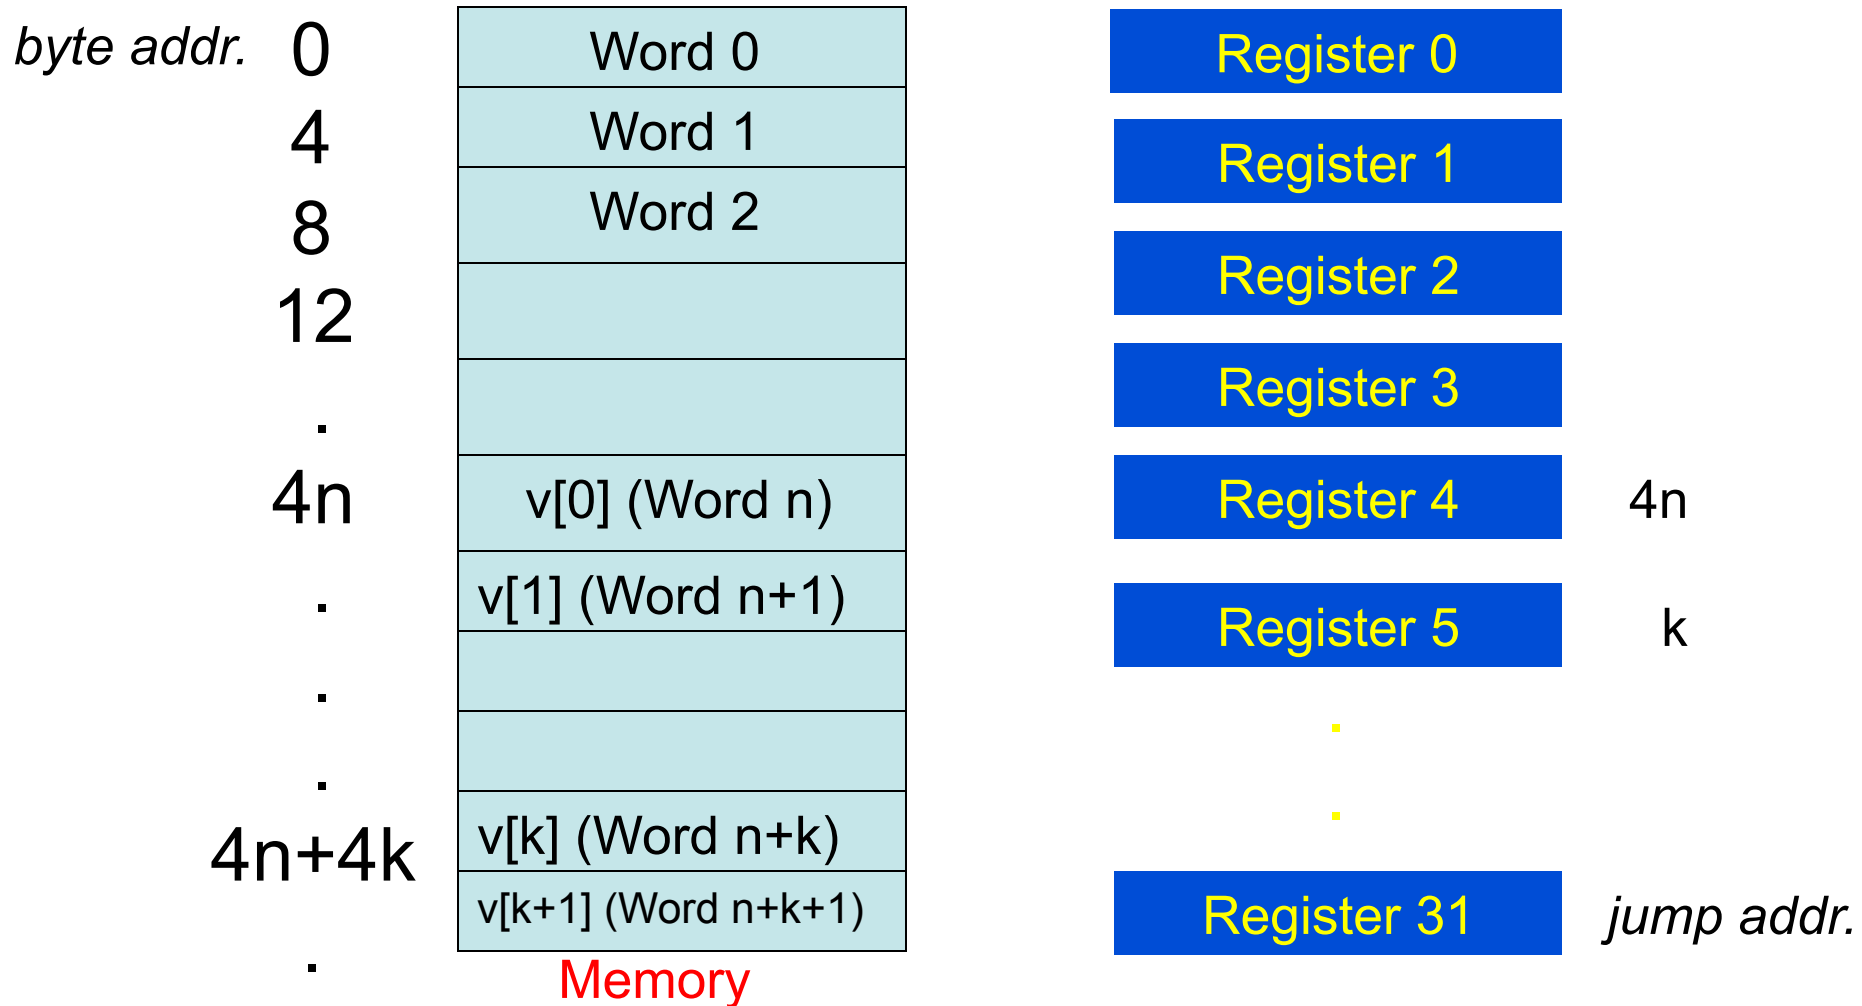 byte addr. 0 Word 0 Register 0
4 Word 1 Register 1
8 Word 2 Register 2
12
. Register 3
4n v[0] (Word n) Register 4 4n
. v[1] (Word n+1) Register 5 k
. .
. .
4n+4k v[k] (Word n+k)
v[k+1] (Word n+k+1) Register 31 jump addr.
.
Memory